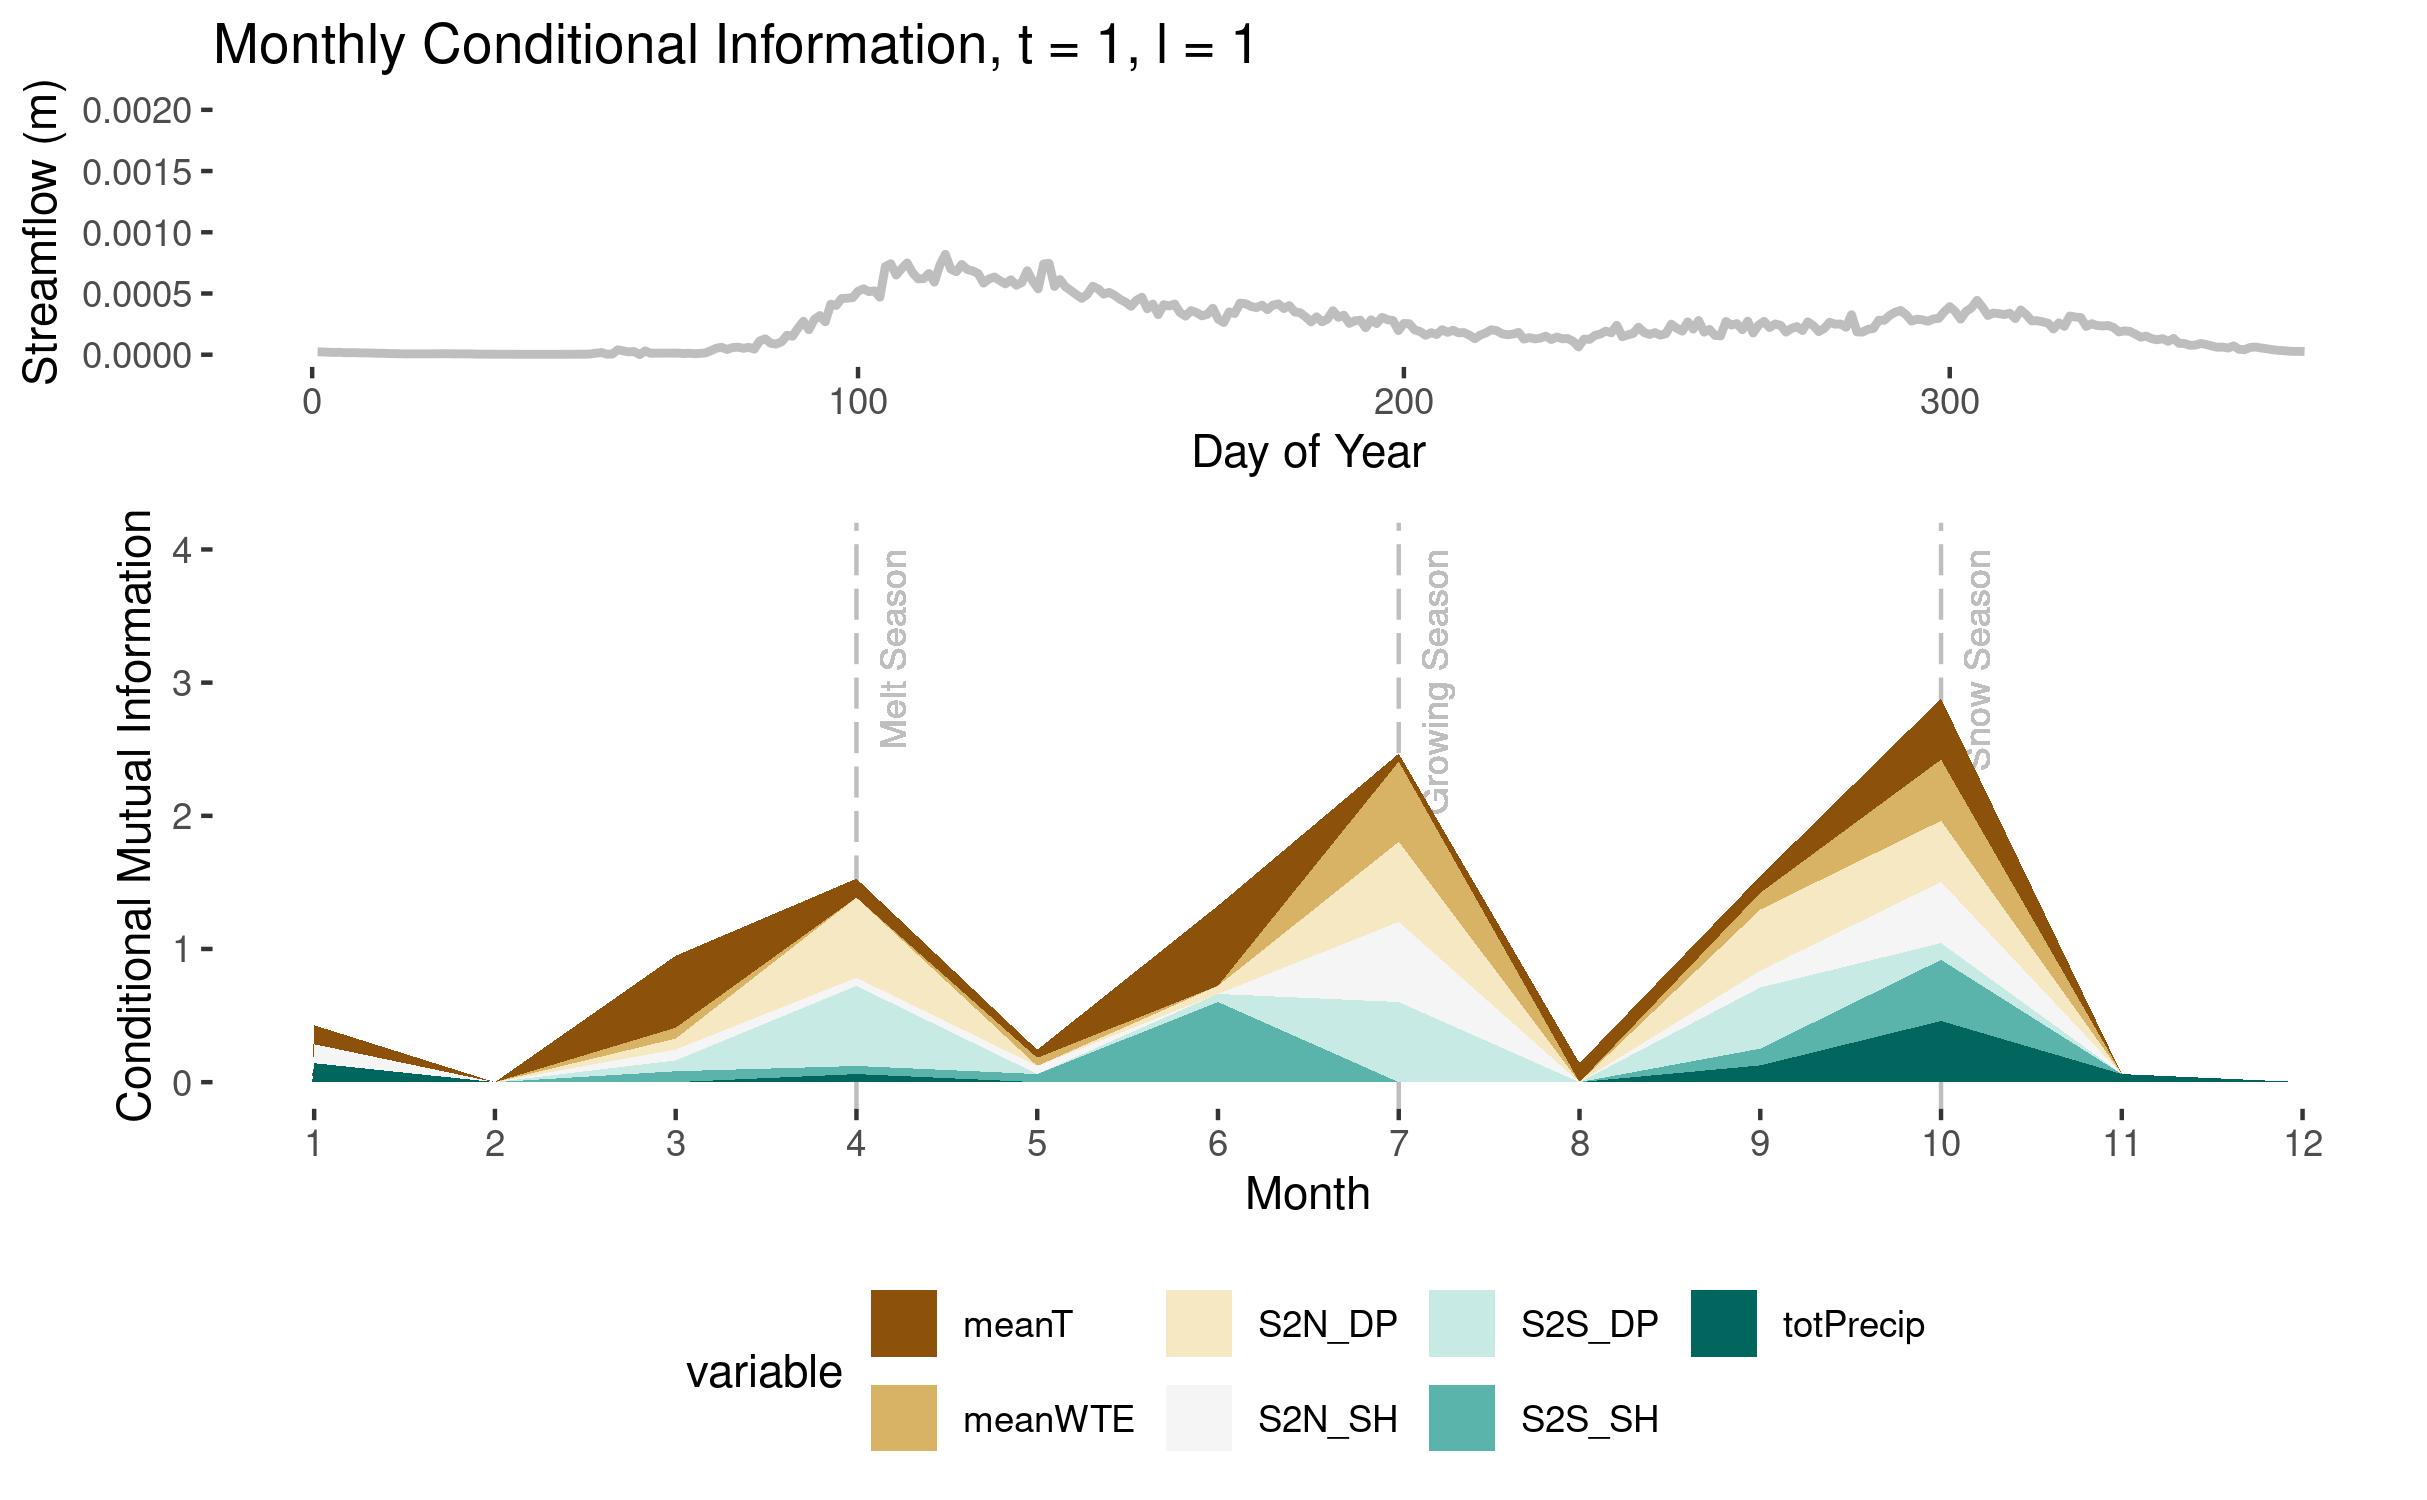 Monthly Conditional Information, t = 1, l = 1
Streamflow (m)
0.0020
0.0015
0.0010
0.0005
0.0000
0 100 200 300
Day of Year
Conditional Mutual Information
4
3
2
1
0
Melt Season
Growing Season
Snow Season
1 2 3 4 5 6 7 8 9 10 11 12
Month
variable
meanT S2N_DP S2S_DP totPrecip
meanWTE S2N_SH S2S_SH